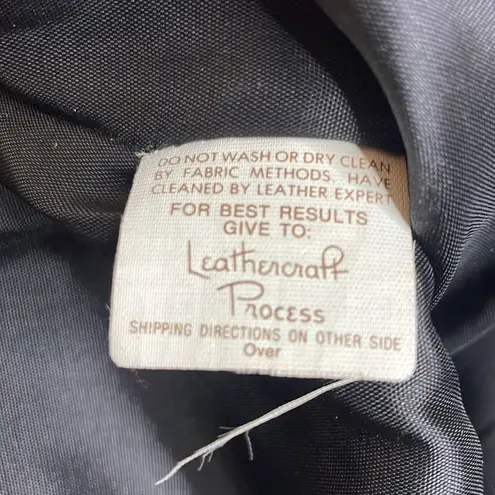 DO NOT WASH OR DRY CLEAN
BY FABRIC METHODS. HAVE
CLEANED BY LEATHER EXPERT
FOR BEST RESULTS
GIVE TO:
Leathercraft
Process
SHIPPING DIRECTIONS ON OTHER SIDE
Over